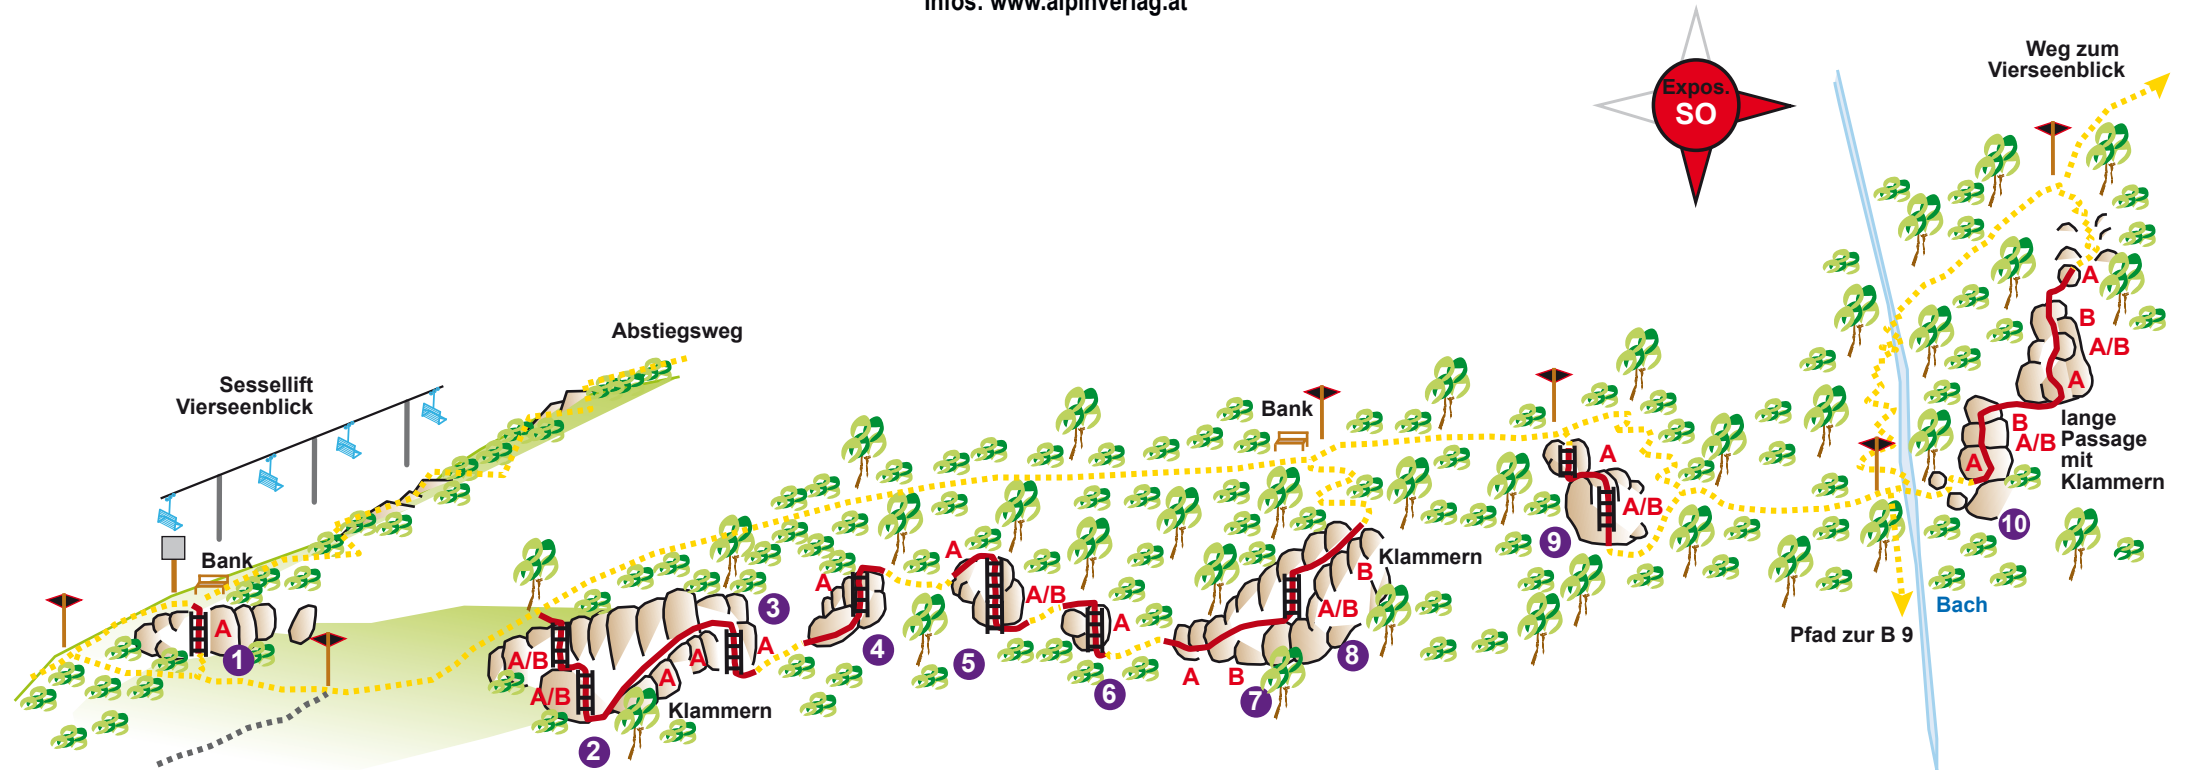 Infos: www.alpinverlag.at
Expos.
SO
Weg zum
Vierseenblick
Abstiegsweg
Sessellift
Vierseenblick
Bank
Bank
A
1
A/B
A/B
2
A
A
A
3
Klammern
A
4
A
5
A/B
A
6
A
B
7
A/B
B
8
Klammern
A
A/B
9
A
B
A/B
A
B
A/B
A
lange
Passage
mit
Klammern
10
Bach
Pfad zur B 9